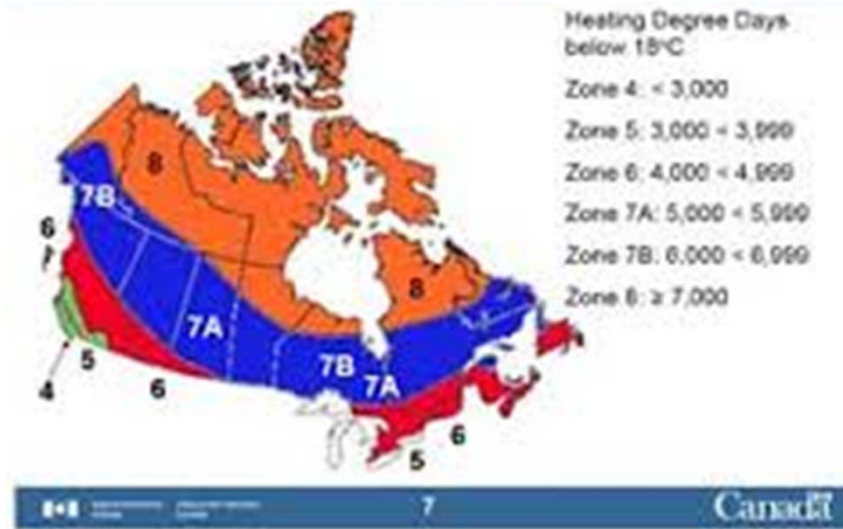 Heating Degree Days
below 18°C
Zone 4: < 3,000
Zone 5: 3,000 < 3,999
Zone 6: 4,000 < 4,999
Zone 7A: 5,000 < 5,999
Zone 7B: 6,000 < 6,999
Zone 8: ≥ 7,000
8
7B
6
7A
8
7B
7A
5
4
6
6
5
7
Canada